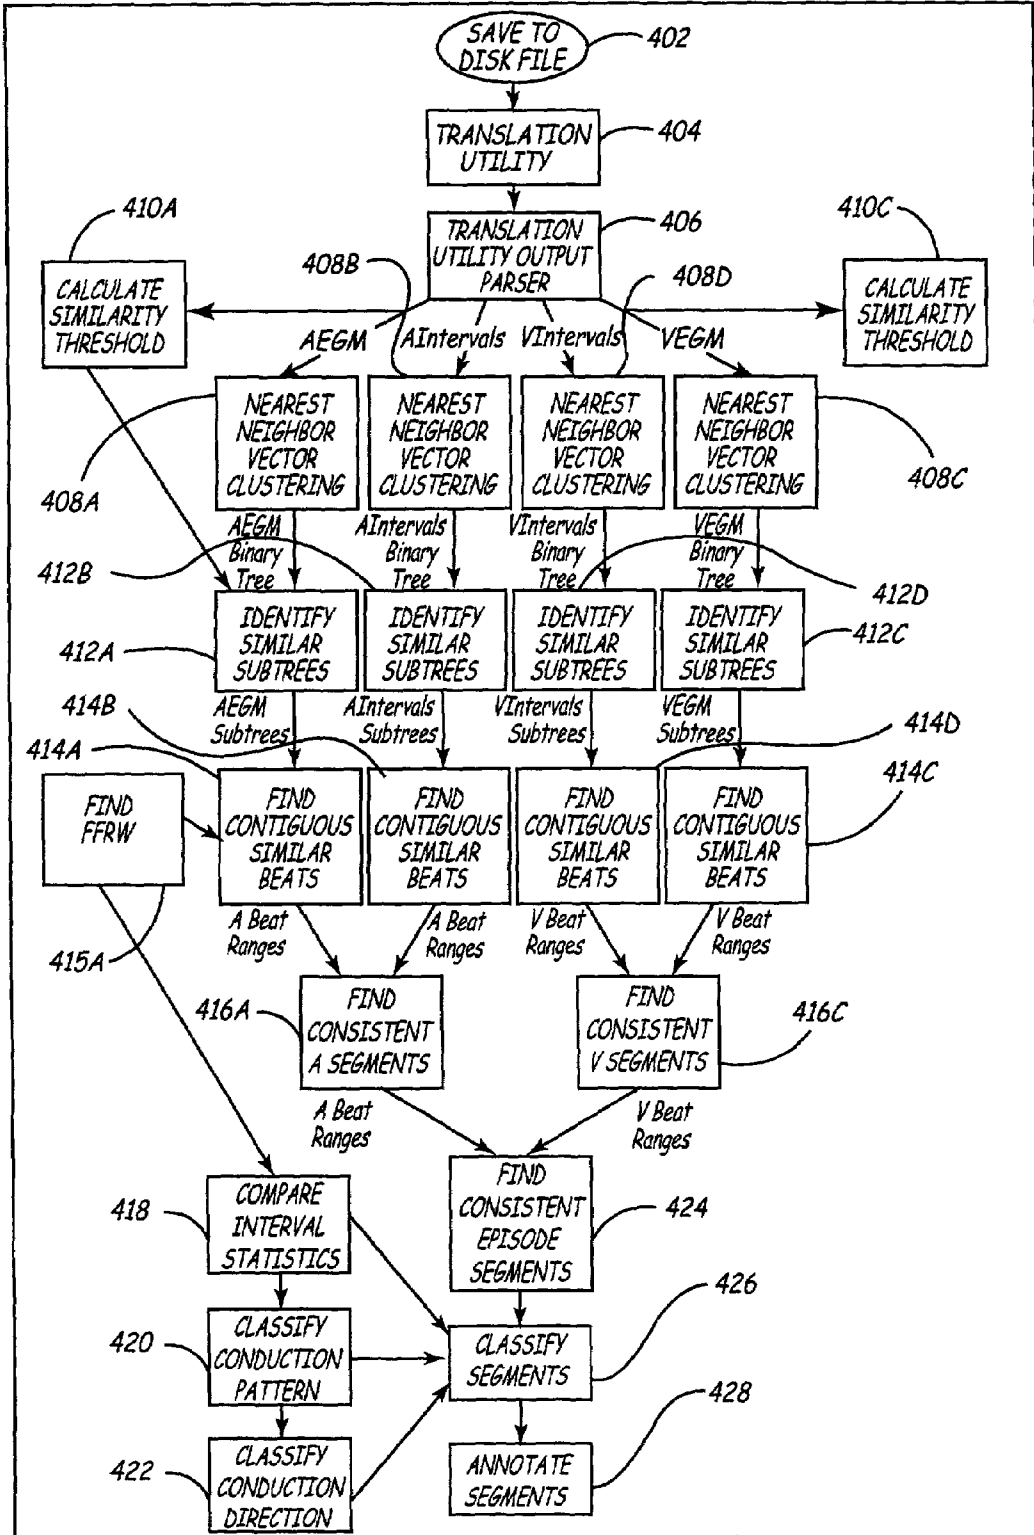 SAVE TO
DISK FILE
402
TRANSLATION
UTILITY
404
410A
410C
TRANSLATION
UTILITY OUTPUT
PARSER
406
408B
408D
CALCULATE
SIMILARITY
THRESHOLD
CALCULATE
SIMILARITY
THRESHOLD
AEGM
AIntervals
VIntervals
VEGM
NEAREST
NEIGHBOR
VECTOR
CLUSTERING
NEAREST
NEIGHBOR
VECTOR
CLUSTERING
NEAREST
NEIGHBOR
VECTOR
CLUSTERING
NEAREST
NEIGHBOR
VECTOR
CLUSTERING
408A
408C
AEGM
Binary
Tree
AIntervals
Binary
Tree
VIntervals
Binary
Tree
VEGM
Binary
Tree
412B
412D
IDENTIFY
SIMILAR
SUBTREES
IDENTIFY
SIMILAR
SUBTREES
IDENTIFY
SIMILAR
SUBTREES
IDENTIFY
SIMILAR
SUBTREES
412A
412C
AEGM
Subtrees
AIntervals
Subtrees
VIntervals
Subtrees
VEGM
Subtrees
414B
414D
414A
414C
FIND
FFRW
FIND
CONTIGUOUS
SIMILAR
BEATS
FIND
CONTIGUOUS
SIMILAR
BEATS
FIND
CONTIGUOUS
SIMILAR
BEATS
FIND
CONTIGUOUS
SIMILAR
BEATS
415A
A Beat
Ranges
A Beat
Ranges
V Beat
Ranges
V Beat
Ranges
416A
FIND
CONSISTENT
A SEGMENTS
FIND
CONSISTENT
V SEGMENTS
416C
A Beat
Ranges
V Beat
Ranges
418
COMPARE
INTERVAL
STATISTICS
FIND
CONSISTENT
EPISODE
SEGMENTS
424
420
CLASSIFY
CONDUCTION
PATTERN
CLASSIFY
SEGMENTS
426
422
CLASSIFY
CONDUCTION
DIRECTION
ANNOTATE
SEGMENTS
428